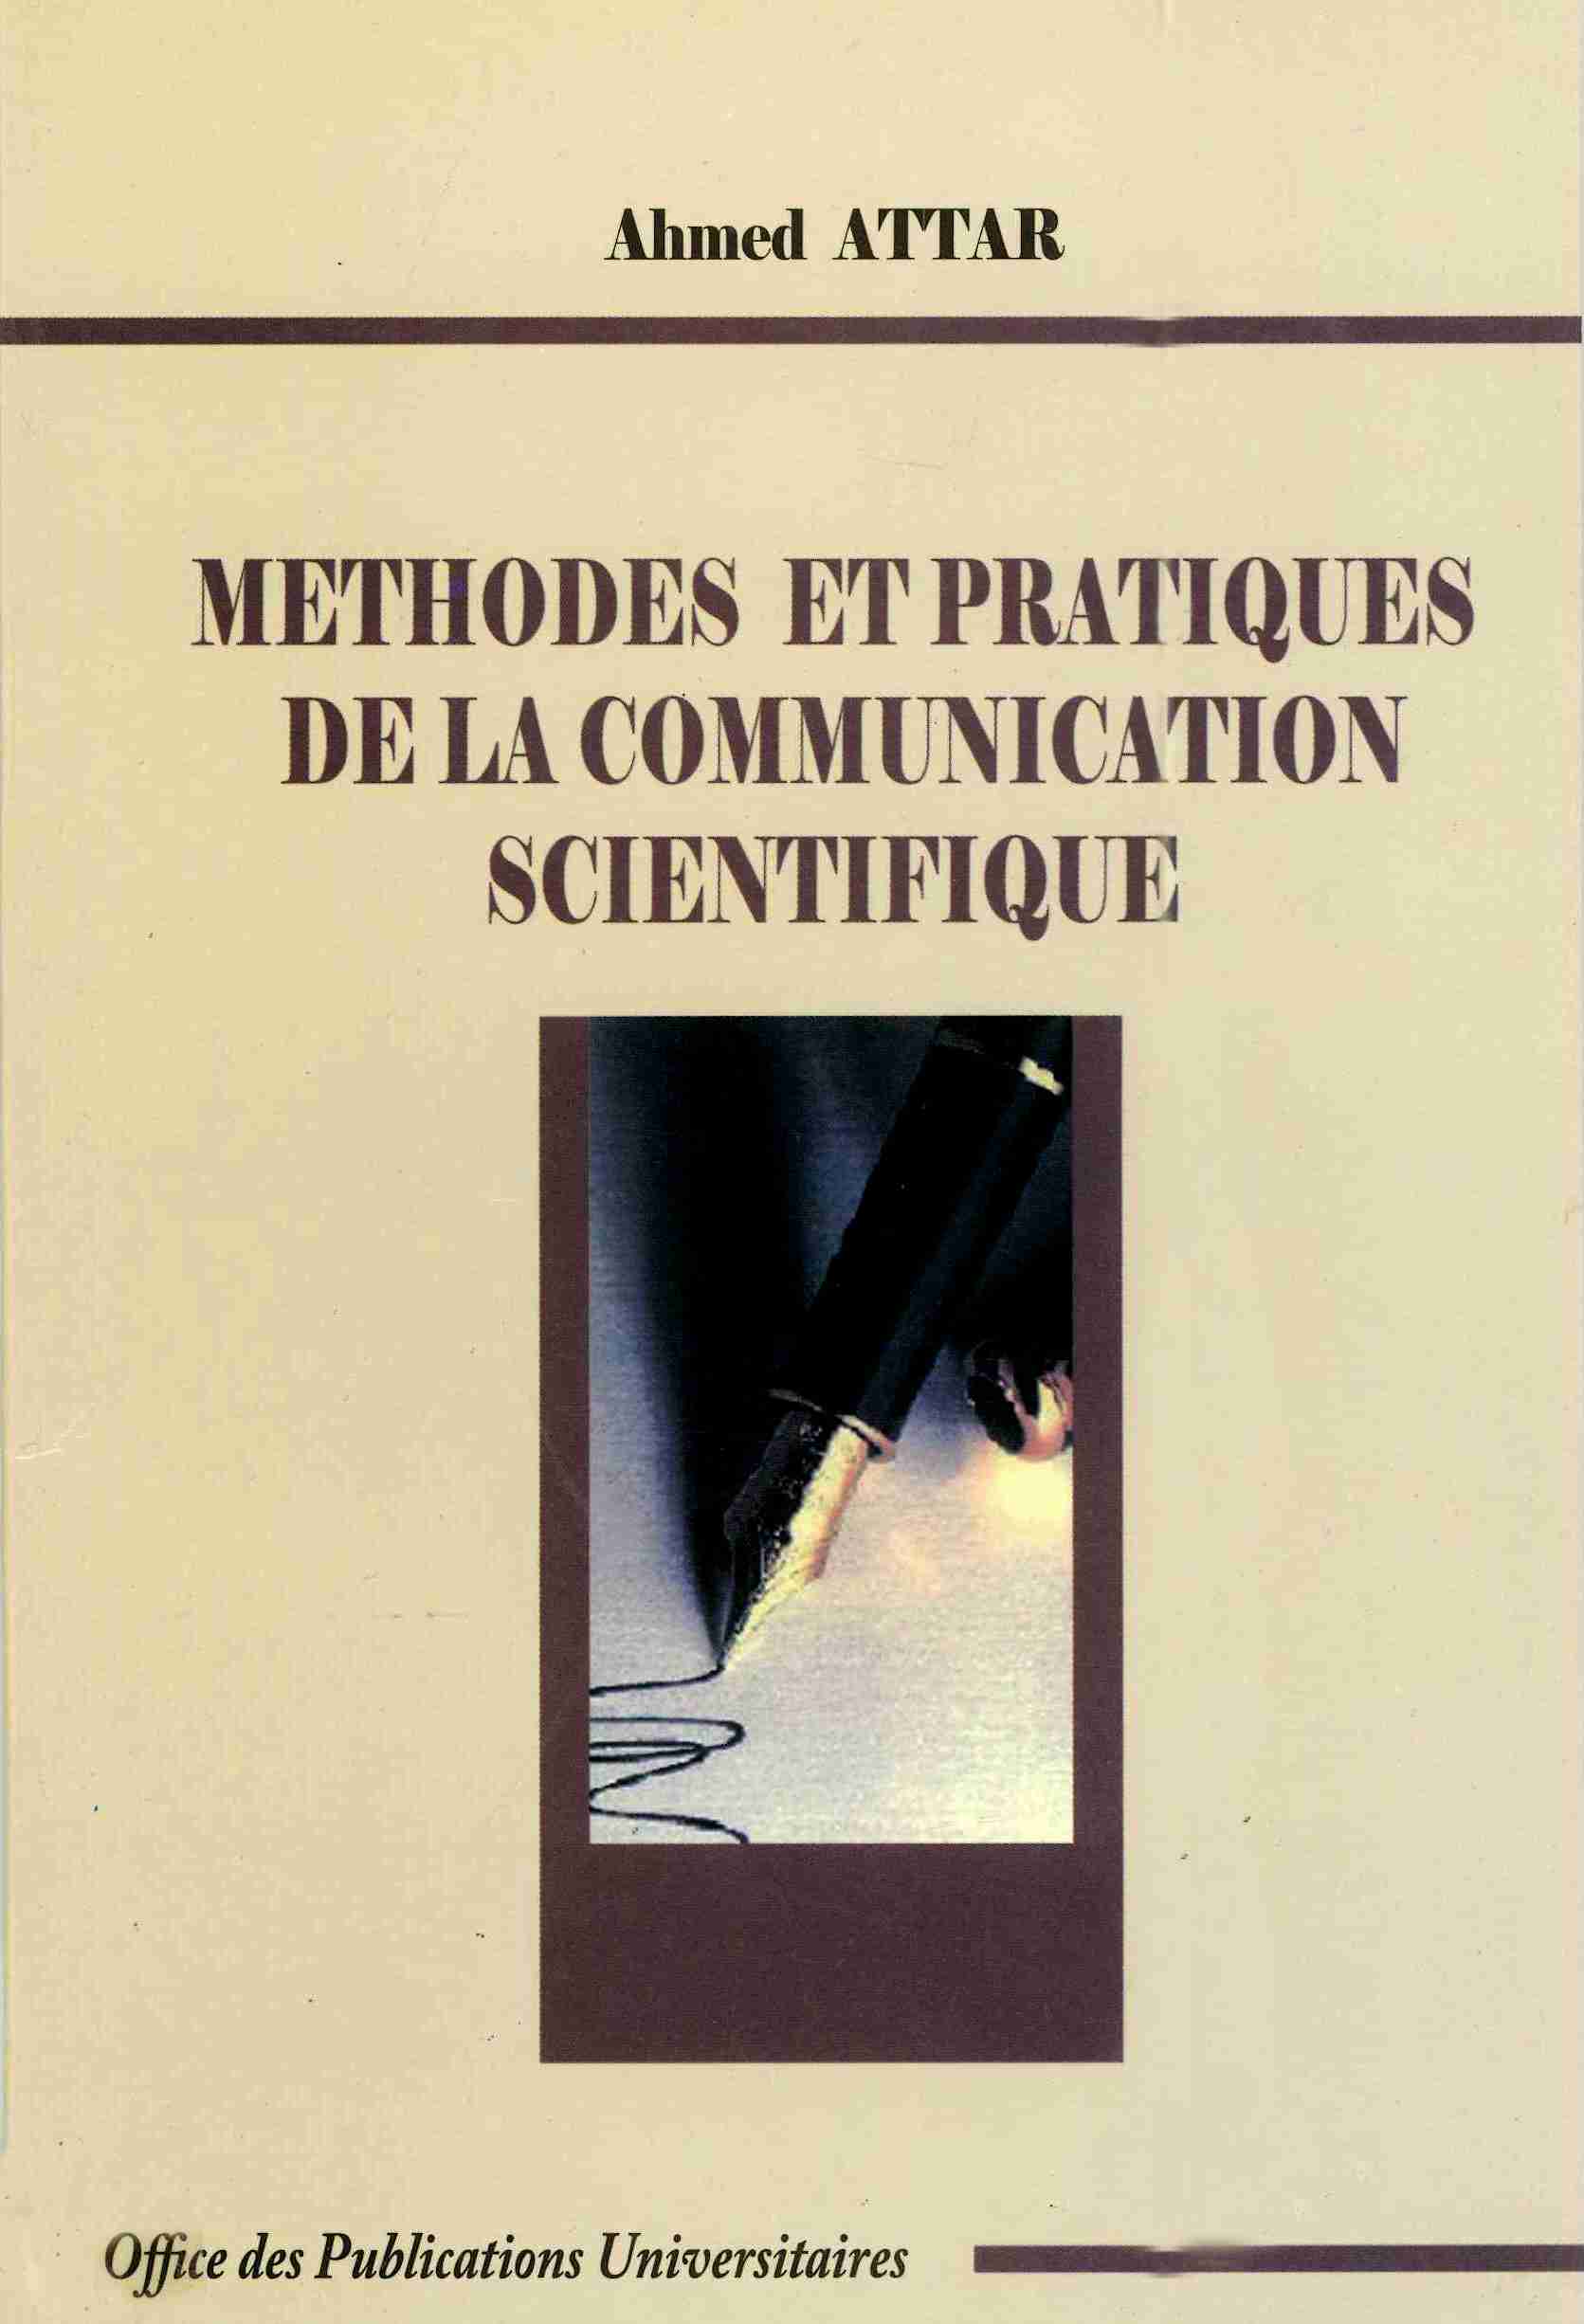 Ahmed ATTAR
METHODES ET PRATIQUES
DE LA COMMUNICATION
SCIENTIFIQUE
Office des Publications Universitaires